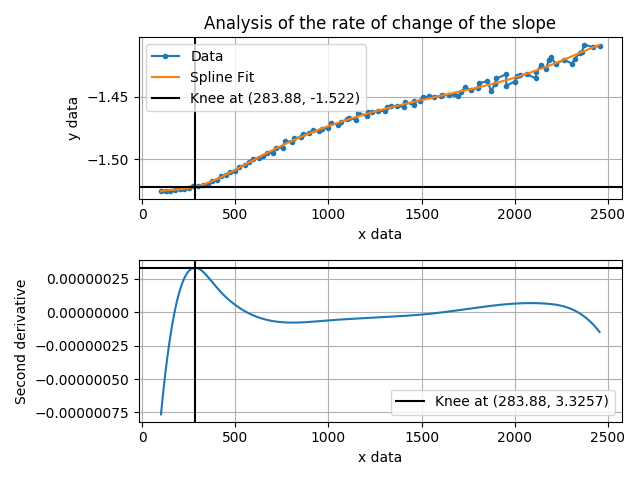 Analysis of the rate of change of the slope
Data
Spline Fit
Knee at (283.88, -1.522)
y data
−1.45
−1.50
0 500 1000 1500 2000 2500
x data
Second derivative
0.00000025
0.00000000
−0.00000025
−0.00000050
−0.00000075
Knee at (283.88, 3.3257)
0 500 1000 1500 2000 2500
x data